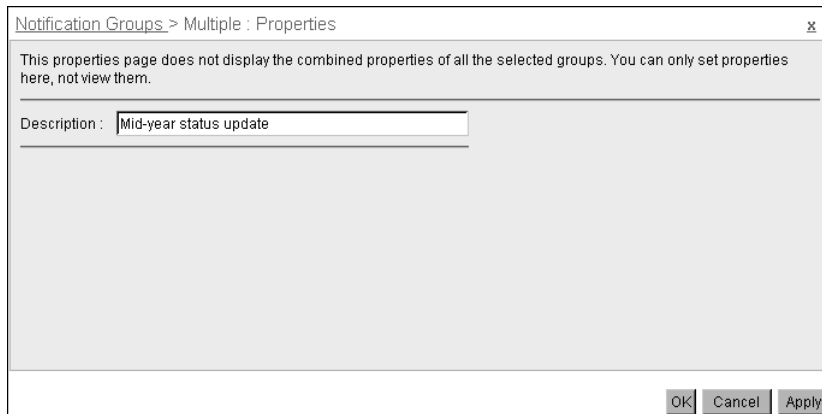 Notification Groups > Multiple : Properties
x
This properties page does not display the combined properties of all the selected groups. You can only set properties
here, not view them.
Description : Mid-year status update
OK Cancel Apply